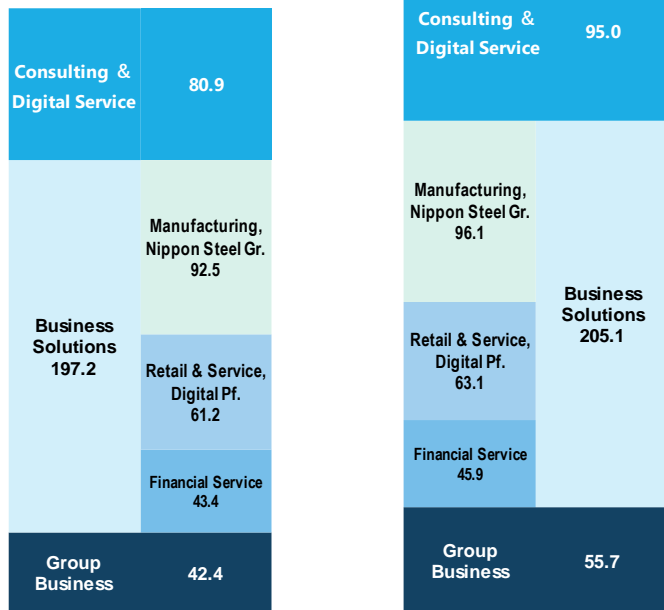 Consulting &
Digital Service
80.9
Manufacturing,
Nippon Steel Gr.
92.5
Business
Solutions
197.2
Retail & Service,
Digital Pf.
61.2
Financial Service
43.4
Group
Business
42.4
Consulting &
Digital Service
95.0
Manufacturing,
Nippon Steel Gr.
96.1
Business
Solutions
205.1
Retail & Service,
Digital Pf.
63.1
Financial Service
45.9
Group
Business
55.7